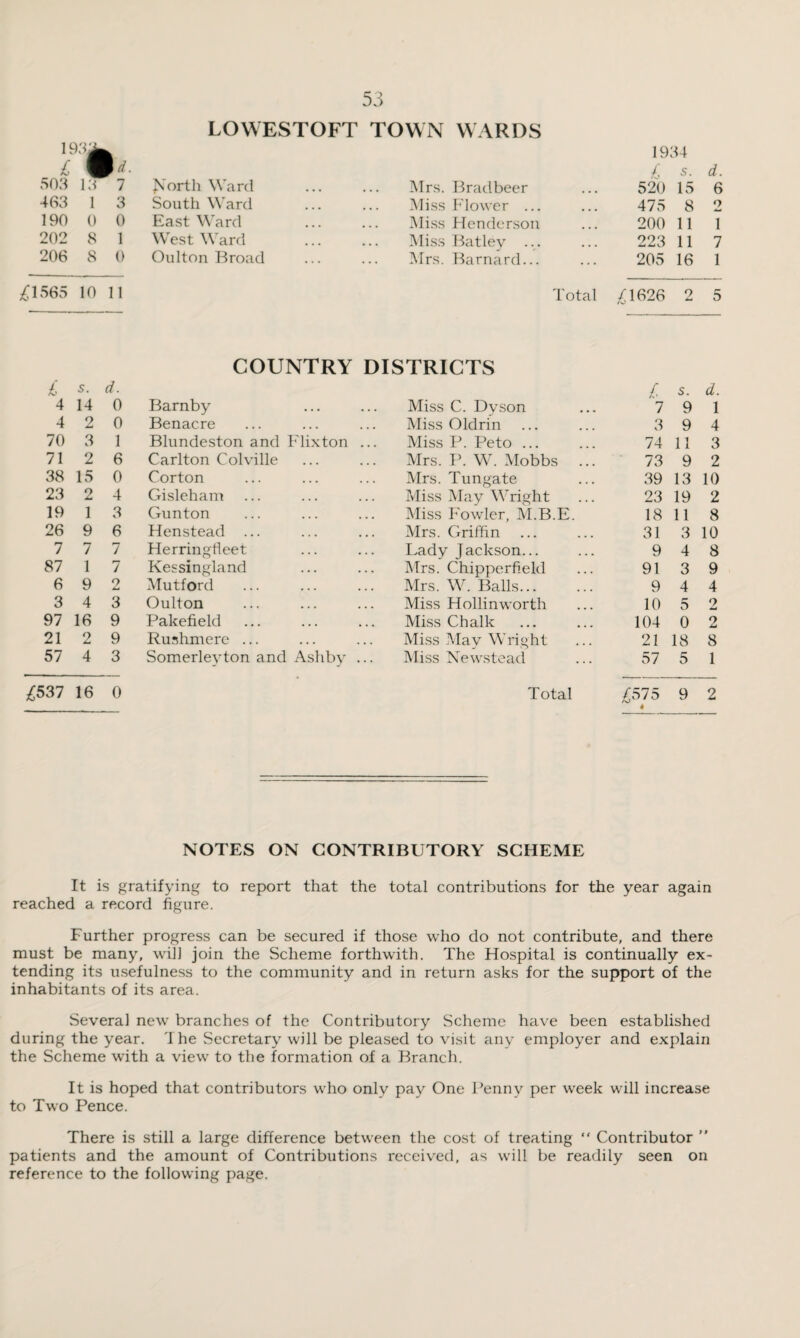 53
LOWESTOFT TOWN WARDS
193 1934
£ d. £ s. d.
503 13 7 North Ward ... ... Mrs. Bradbeer ... 520 15 6
463 1 3 South Ward ... ... Miss Flower ... ... 475 8 2
190 0 0 East Ward ... ... Miss Henderson ... 200 11 1
202 8 1 West Ward ... ... Miss Batley ... ... 223 11 7
206 8 0 Oulton Broad ... ... Mrs. Barnard... ... 205 16 1
£1565 10 11 Total £1626 2 5
COUNTRY DISTRICTS
£ s. d. £ s. d.
4 14 0 Barnby ... ... Miss C. Dyson ... 7 9 1
4 2 0 Benacre ... ... ... Miss Oldrin ... ... 3 9 4
70 3 1 Blundeston and Flixton ... Miss P. Peto ... ... 74 11 3
71 2 6 Carlton Colville ... ... Mrs. P. W. Mobbs ... 73 9 2
38 15 0 Corton ... ... ... Mrs. Tungate ... 39 13 10
23 2 4 Gisleham ... ... ... Miss May Wright ... 23 19 2
19 1 3 Gunton ... ... ... Miss Fowler, M.B.E. 18 11 8
26 9 6 Henstead ... ... ... Mrs. Griffin ... ... 31 3 10
7 7 7 Herringfleet ... ... Lady Jackson... ... 9 4 8
87 1 7 Kessingland ... ... Mrs. Chipperfield ... 91 3 9
6 9 2 Mutford ... ... ... Mrs. W. Balls... ... 9 4 4
3 4 3 Oulton ... ... ... Miss Hollinworth ... 10 5 2
97 16 9 Pakefield ... ... ... Miss Chalk ... ... 104 0 2
21 2 9 Rushmere ... ... ... Miss May Wright ... 21 18 8
57 4 3 Somerleyton and Ashby ... Miss Newstead ... 57 5 1
£537 16 0 Total £575 9 2
NOTES ON CONTRIBUTORY SCHEME
It is gratifying to report that the total contributions for the year again
reached a record figure.
Further progress can be secured if those who do not contribute, and there
must be many, will join the Scheme forthwith. The Hospital is continually ex-
tending its usefulness to the community and in return asks for the support of the
inhabitants of its area.
Several new branches of the Contributory Scheme have been established
during the year. The Secretary will be pleased to visit any employer and explain
the Scheme with a view to the formation of a Branch.
It is hoped that contributors who only pay One Penny per week will increase
to Two Pence.
There is still a large difference between the cost of treating “ Contributor ”
patients and the amount of Contributions received, as will be readily seen on
reference to the following page.